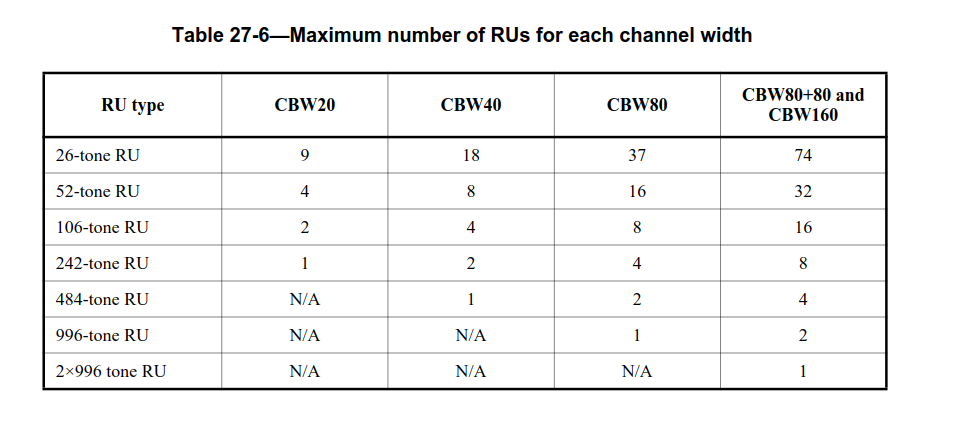 Table 27-6—Maximum number of RUs for each channel width
RU type CBW20 CBW40 CBW80 CBW80+80 and
CBW160
26-tone RU 9 18 37 74
52-tone RU 4 8 16 32
106-tone RU 2 4 8 16
242-tone RU 1 2 4 8
484-tone RU N/A 1 2 4
996-tone RU N/A N/A 1 2
2×996 tone RU N/A N/A N/A 1